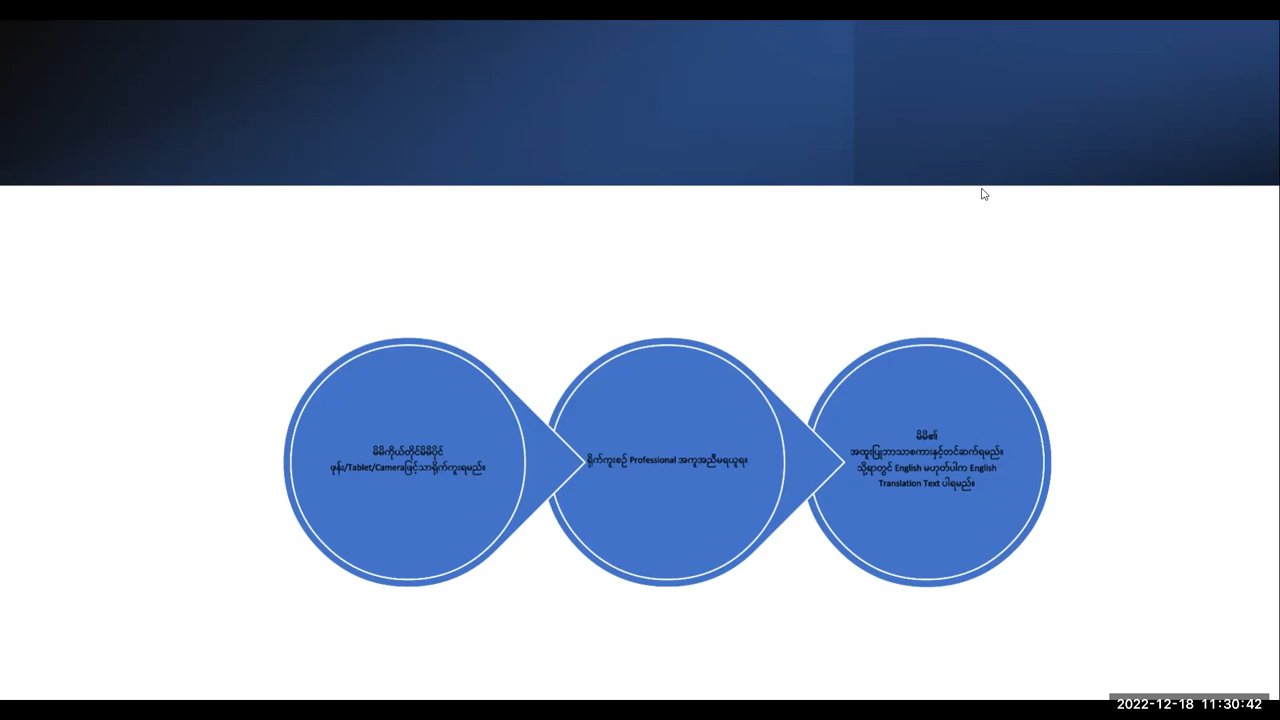 မိမိကိုယ်တိုင်မိမိပိုင်
ဖုန်း/Tablet/Cameraဖြင့်သာရိုက်ကူးရမည်။
ရိုက်ကူးစဉ် Professional အကူအညီမရယူရ။
မိမိ၏
အထူးပြုဘာသာစကားနှင့်တင်ဆက်ရမည်။
သို့ရာတွင် English မဟုတ်ပါက English
Translation Text ပါရမည်။
2022-12-18 11:30:42